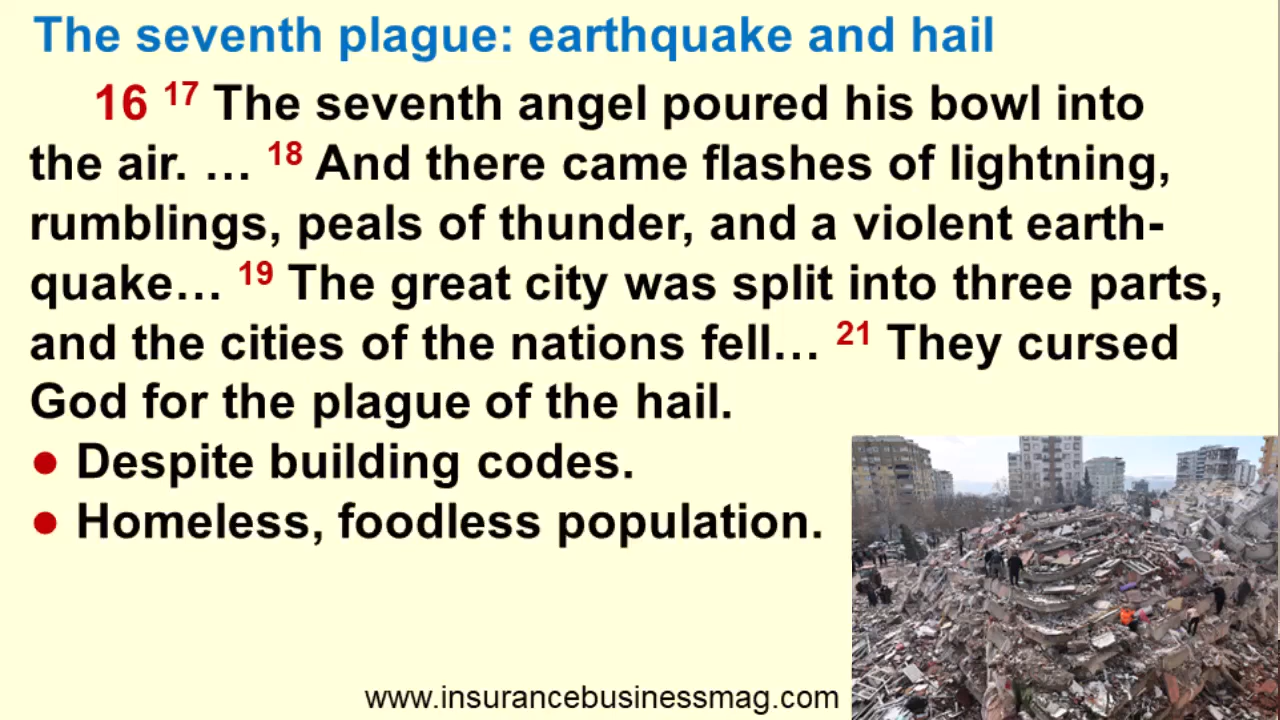 The seventh plague: earthquake and hail
16 17 The seventh angel poured his bowl into
the air. … 18 And there came flashes of lightning,
rumblings, peals of thunder, and a violent earth-
quake… 19 The great city was split into three parts,
and the cities of the nations fell… 21 They cursed
God for the plague of the hail.
● Despite building codes.
● Homeless, foodless population.
www.insurancebusinessmag.com